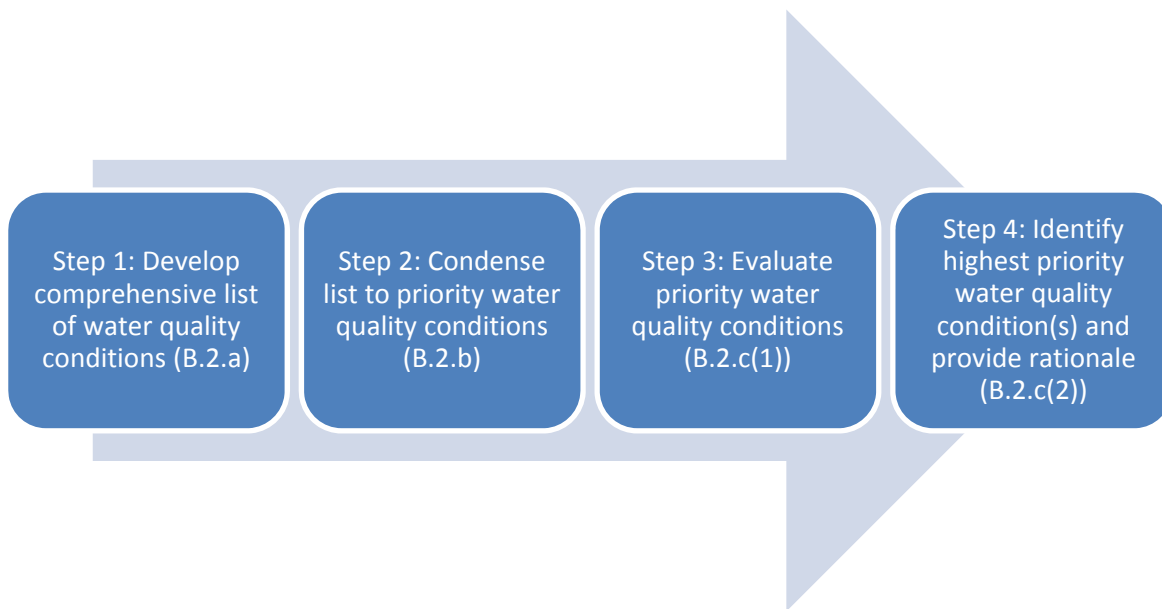 Step 1: Develop
comprehensive list
of water quality
conditions (B.2.a)
Step 2: Condense
list to priority water
quality conditions
(B.2.b)
Step 3: Evaluate
priority water
quality conditions
(B.2.c(1))
Step 4: Identify
highest priority
water quality
condition(s) and
provide rationale
(B.2.c(2))